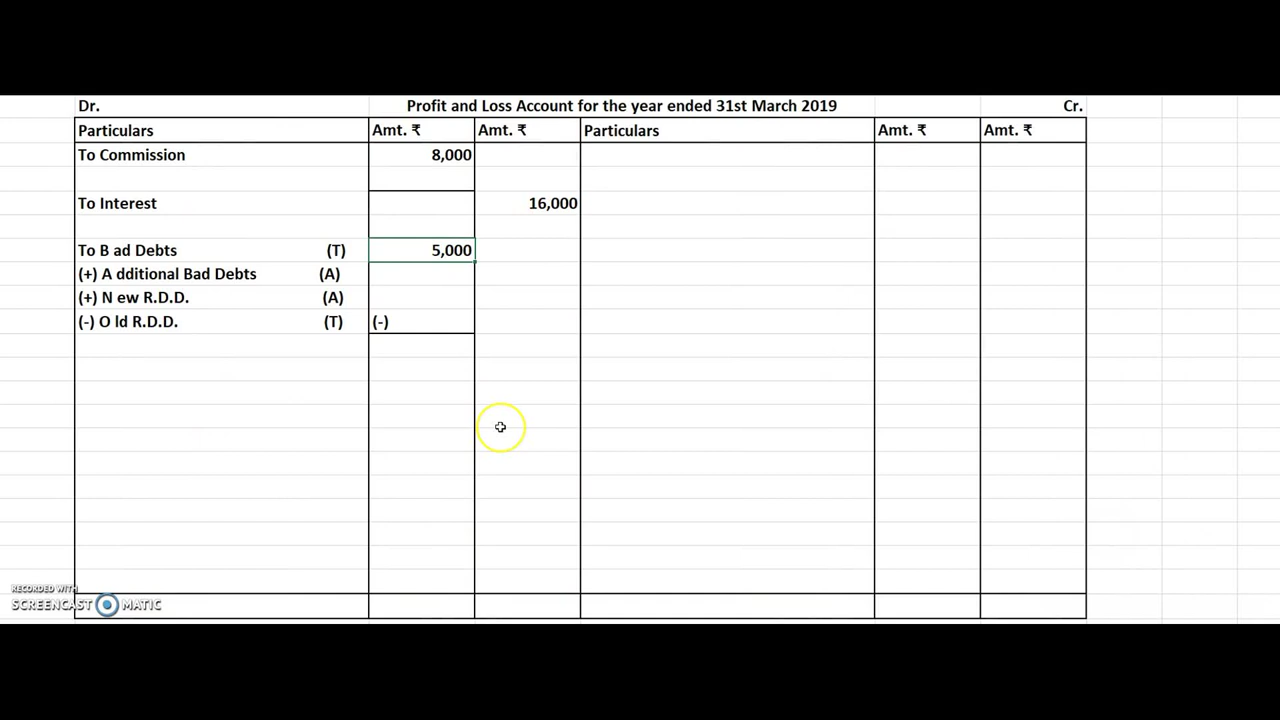 Dr. Profit and Loss Account for the year ended 31st March 2019 Cr.
Particulars Amt. ₹ Amt. ₹ Particulars Amt. ₹ Amt. ₹
To Commission 8,000
To Interest 16,000
To B ad Debts (T) 5,000
(+) A dditional Bad Debts (A)
(+) N ew R.D.D. (A)
(-) O ld R.D.D. (T) (-)
RECORDED WITH
SCREENCAST MATIC